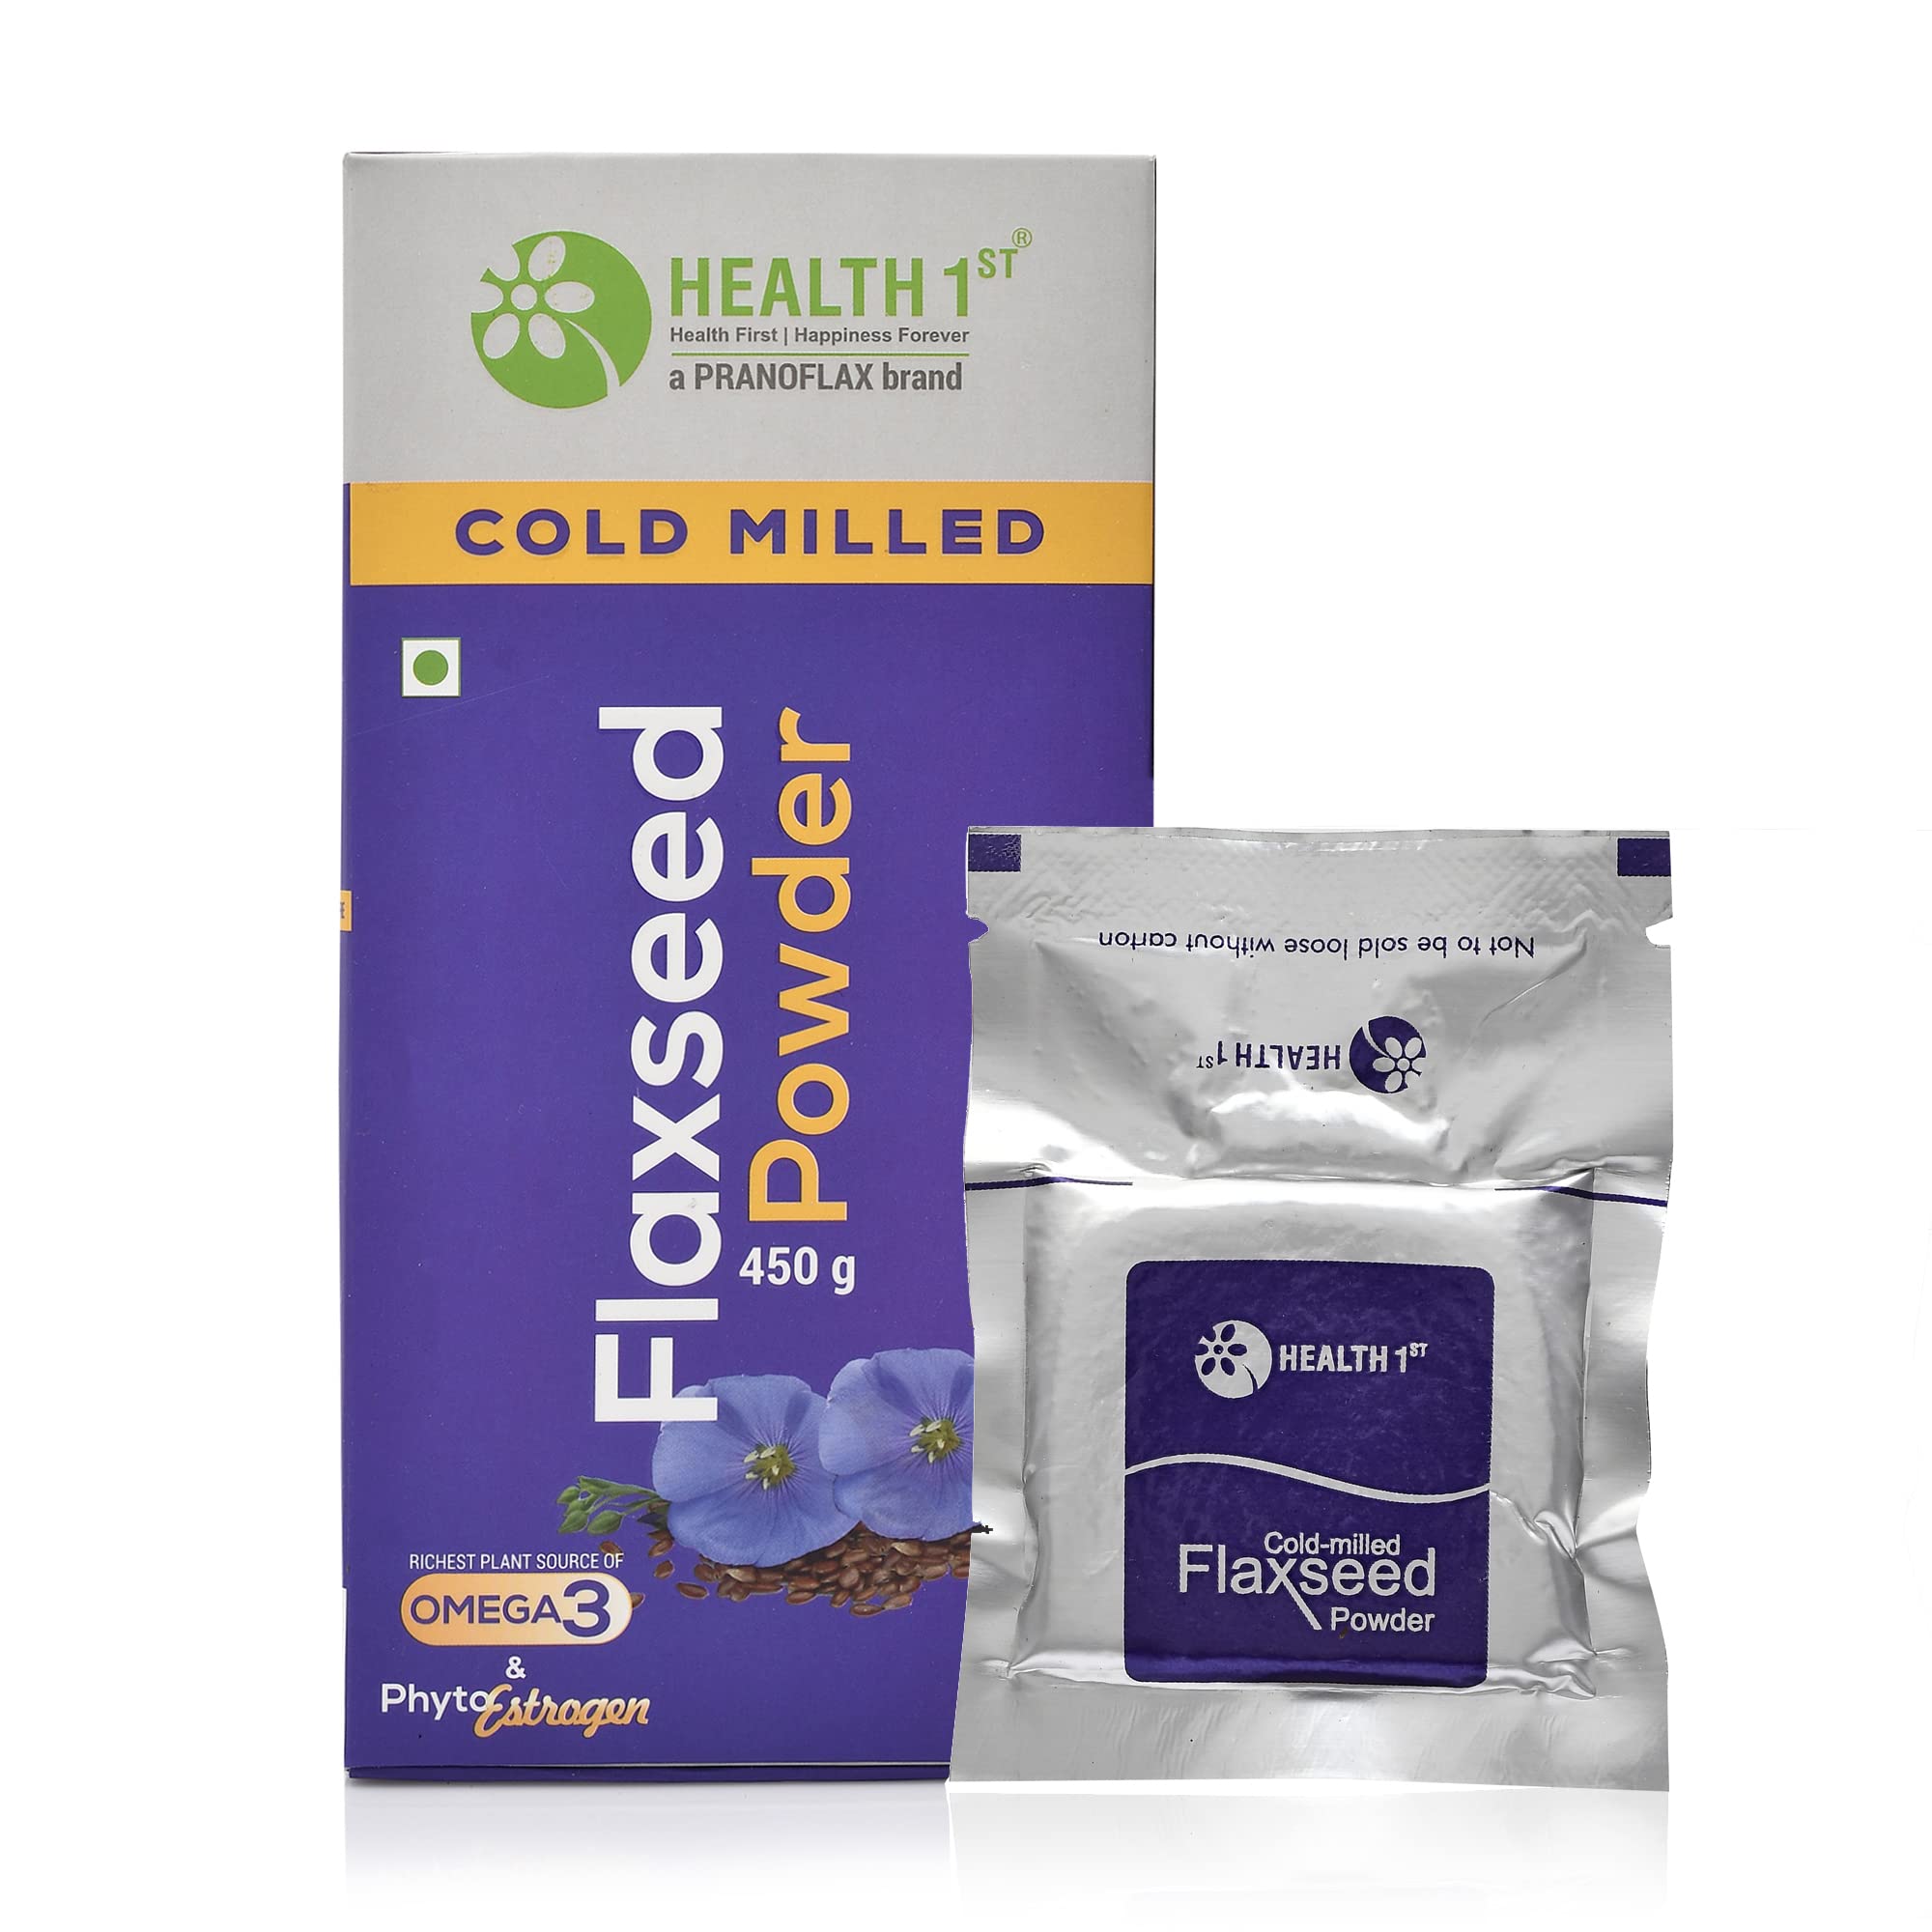 HEALTH 1ST®
Health First | Happiness Forever
a PRANOFLAX brand
COLD MILLED
Flaxseed
Powder
450 g
RICHEST PLANT SOURCE OF
OMEGA3
&
PhytoEstrogen
Not to be sold loose without carton
HEALTH 1ST
HEALTH 1ST
Cold-milled
Flaxseed
Powder